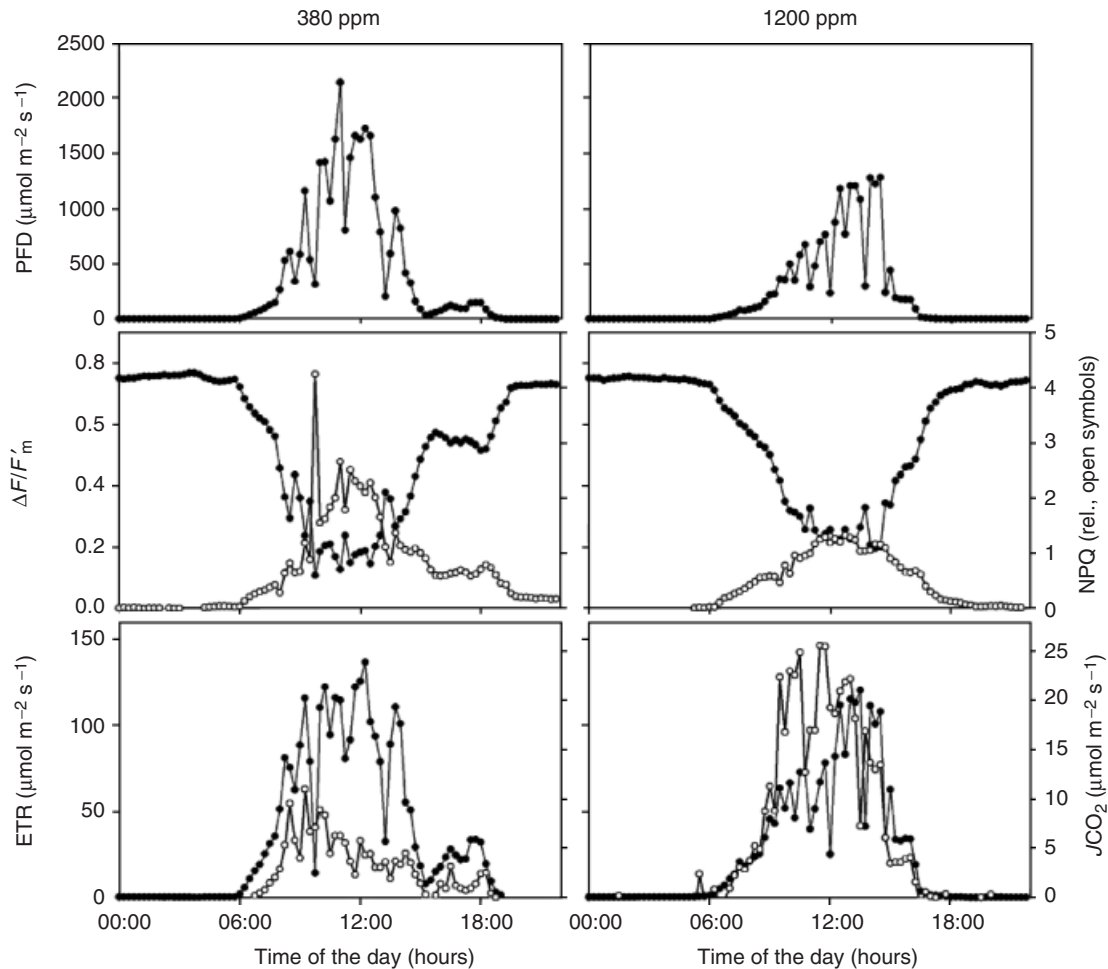 380 ppm
1200 ppm
PFD (µmol m⁻² s⁻¹)
2500
2000
1500
1000
500
0
ΔF/F′m
0.8
0.5
0.4
0.2
0.0
5
4
3
2
1
0
NPQ (rel., open symbols)
ETR (µmol m⁻² s⁻¹)
150
100
50
0
25
20
15
10
5
0
JCO₂ (µmol m⁻² s⁻¹)
00:00 06:00 12:00 18:00
00:00 06:00 12:00 18:00
Time of the day (hours)
Time of the day (hours)